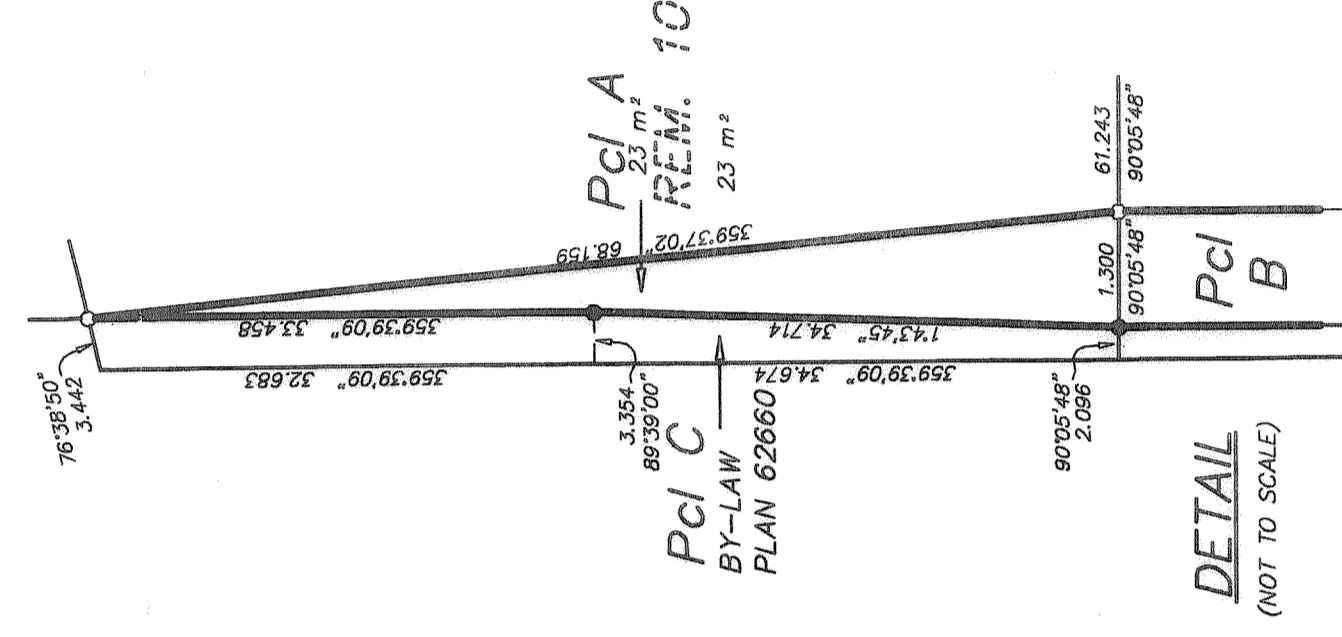 76°38'50"
3.442
33.458
359°39'09"
32.683
359°39'09"
68.159
359°37'02"
Pcl A
23 m²
REM. 10
23 m²
3.354
89°39'00"
1°43'45"
34.714
359°39'09"
34.674
Pcl C
BY-LAW
PLAN 62660
61.243
90°05'48"
1.300
90°05'48"
90°05'48"
2.096
Pcl
B
DETAIL
(NOT TO SCALE)